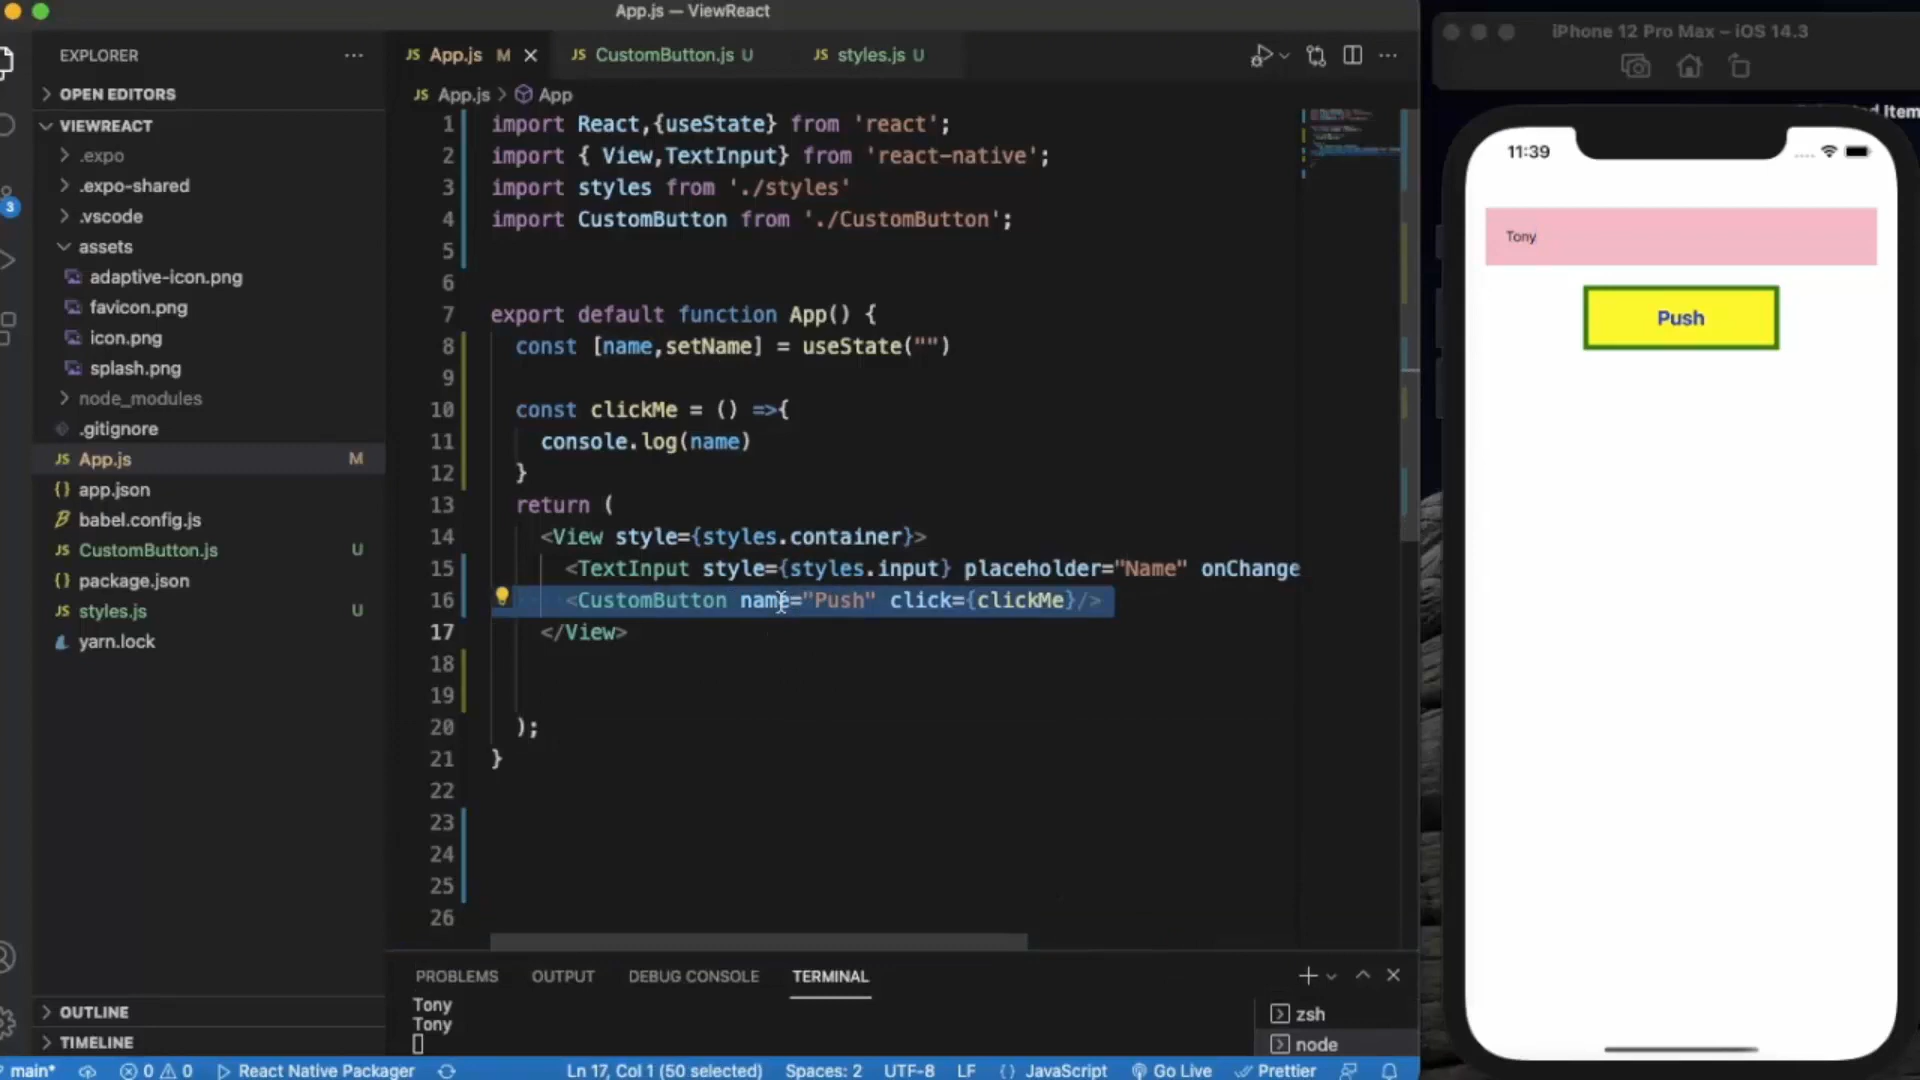 App.js — ViewReact
EXPLORER
OPEN EDITORS
VIEWREACT
.expo
.expo-shared
.vscode
assets
adaptive-icon.png
favicon.png
icon.png
splash.png
node_modules
.gitignore
JS App.js M
{} app.json
babel.config.js
JS CustomButton.js U
{} package.json
JS styles.js U
yarn.lock
OUTLINE
TIMELINE
3
JS App.js M
JS CustomButton.js U
JS styles.js U
JS App.js > App
1 import React,{useState} from 'react';
2 import { View,TextInput} from 'react-native';
3 import styles from './styles'
4 import CustomButton from './CustomButton';
5
6
7 export default function App() {
8 const [name,setName] = useState("")
9
10 const clickMe = () =>{
11 console.log(name)
12 }
13 return (
14 <View style={styles.container}>
15 <TextInput style={styles.input} placeholder="Name" onChange
16 <CustomButton name="Push" click={clickMe}/>
17 </View>
18
19
20 );
21 }
22
23
24
25
26
PROBLEMS OUTPUT DEBUG CONSOLE TERMINAL
Tony
Tony
zsh
node
main* 0 0 React Native Packager Ln 17, Col 1 (50 selected) Spaces: 2 UTF-8 LF {} JavaScript Go Live Prettier
iPhone 12 Pro Max – iOS 14.3
Item
11:39
Tony
Push